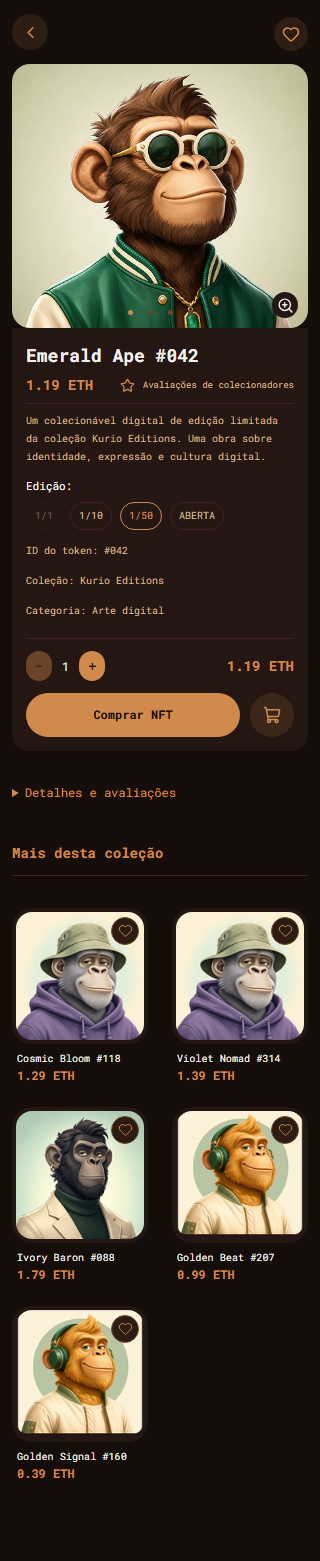 Emerald Ape #042
1.19 ETH
Avaliações de colecionadores
Um colecionável digital de edição limitada
da coleção Kurio Editions. Uma obra sobre
identidade, expressão e cultura digital.
Edição:
1/1
1/10
1/50
ABERTA
ID do token: #042
Coleção: Kurio Editions
Categoria: Arte digital
- 1 +
1.19 ETH
Comprar NFT
Detalhes e avaliações
Mais desta coleção
Cosmic Bloom #118
1.29 ETH
Violet Nomad #314
1.39 ETH
Ivory Baron #088
1.79 ETH
Golden Beat #207
0.99 ETH
Golden Signal #160
0.39 ETH